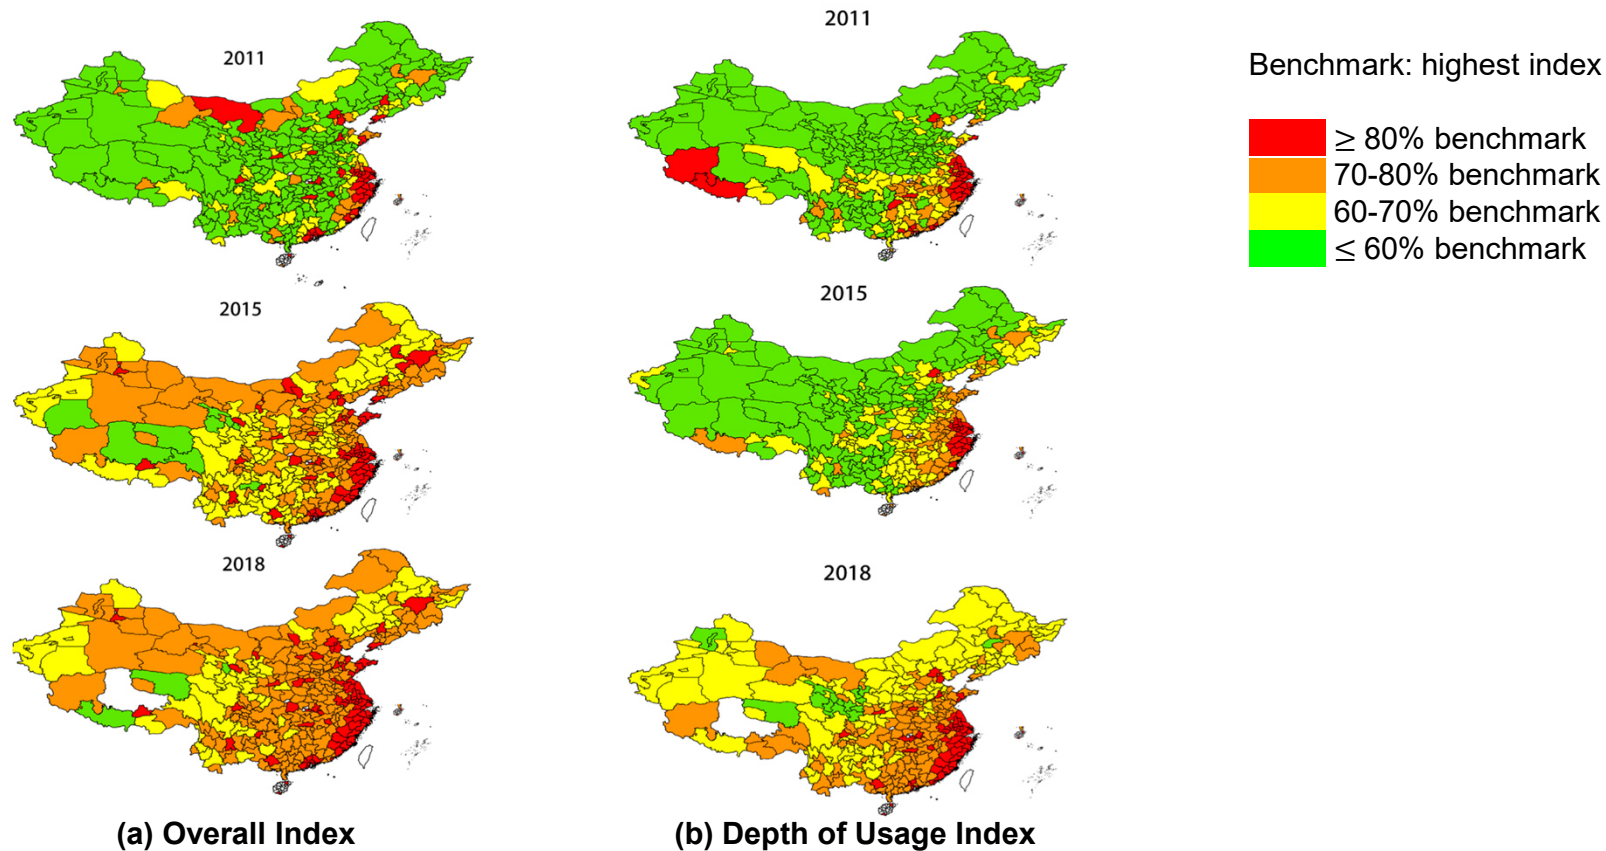 2011
2015
2018
(a) Overall Index
2011
2015
2018
(b) Depth of Usage Index
Benchmark: highest index
≥ 80% benchmark
70-80% benchmark
60-70% benchmark
≤ 60% benchmark